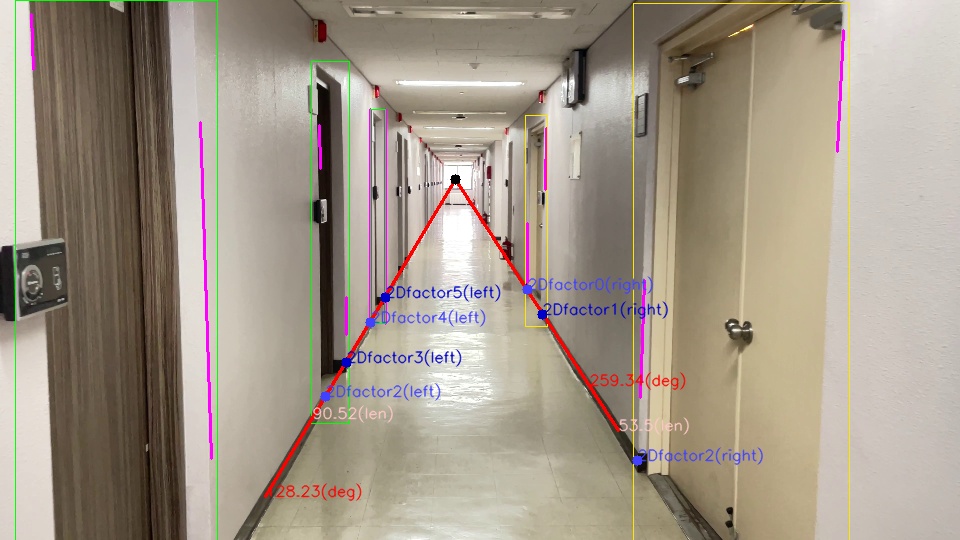 2Dfactor0(right)
2Dfactor5(left)
2Dfactor1(right)
2Dfactor4(left)
2Dfactor3(left)
259.34(deg)
2Dfactor2(left)
90.52(len)
53.5(len)
2Dfactor2(right)
28.23(deg)